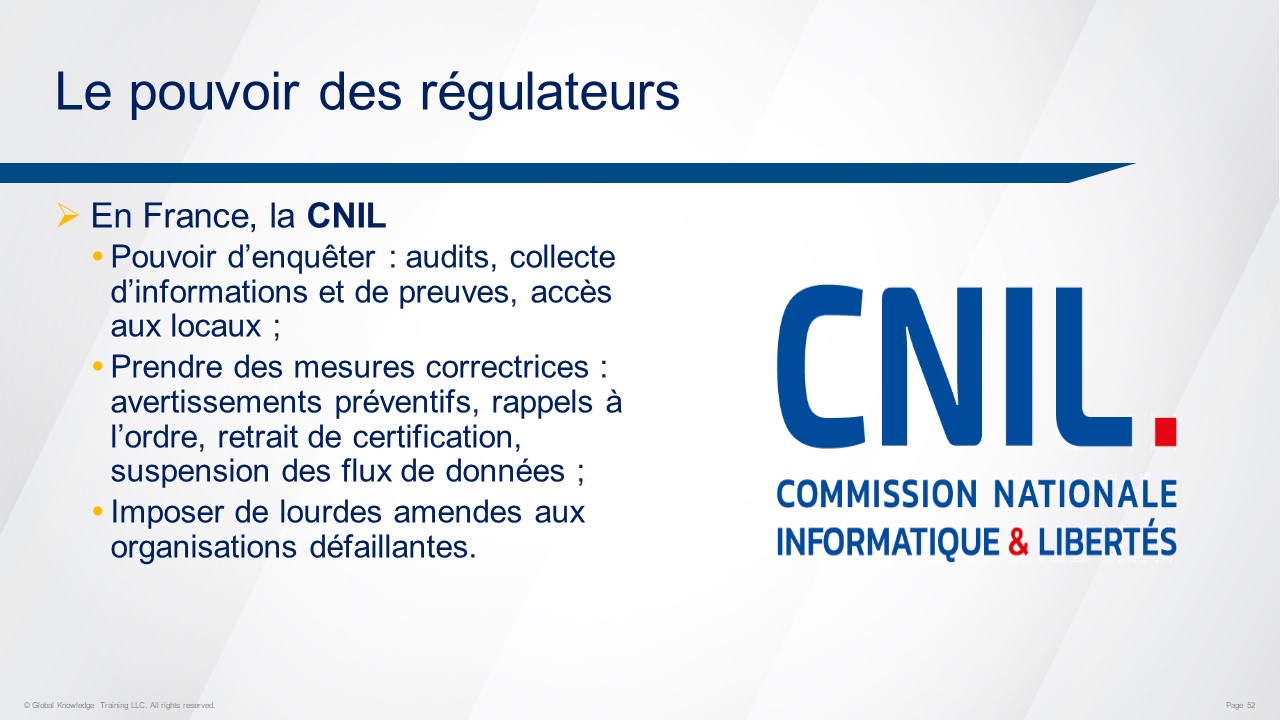 Le pouvoir des régulateurs
➢ En France, la CNIL
• Pouvoir d’enquêter : audits, collecte
d’informations et de preuves, accès
aux locaux ;
• Prendre des mesures correctrices :
avertissements préventifs, rappels à
l’ordre, retrait de certification,
suspension des flux de données ;
• Imposer de lourdes amendes aux
organisations défaillantes.
CNIL.
COMMISSION NATIONALE
INFORMATIQUE & LIBERTÉS
© Global Knowledge Training LLC. All rights reserved.
Page 52